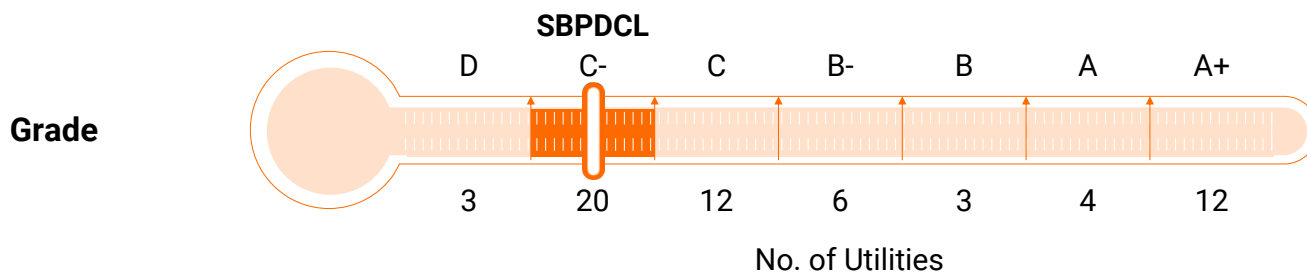 SBPDCL
D C- C B- B A A+
Grade
3 20 12 6 3 4 12
No. of Utilities